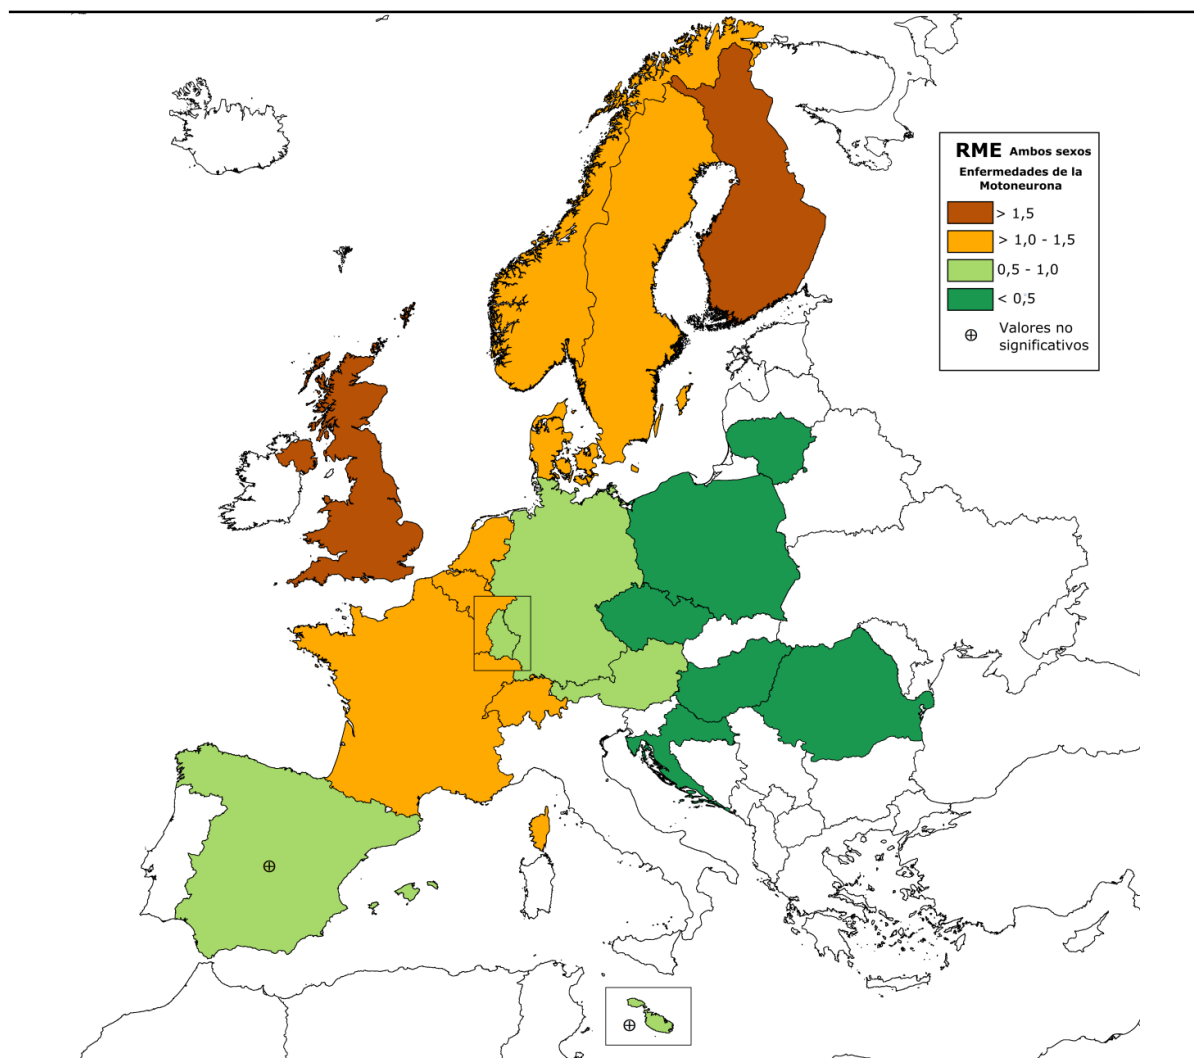 RME Ambos sexos
Enfermedades de la
Motoneurona
> 1,5
> 1,0 - 1,5
0,5 - 1,0
< 0,5
Valores no
significativos